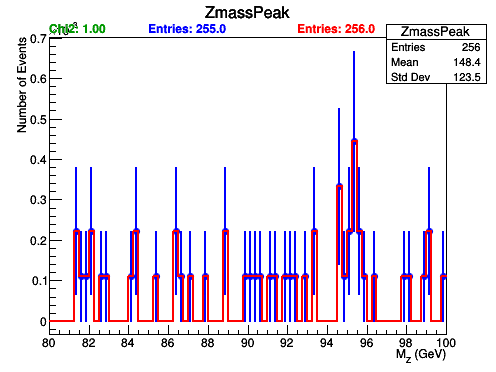 ZmassPeak
Chi2: 1.00
Entries: 255.0
Entries: 256.0
ZmassPeak
Entries 256
Mean 148.4
Std Dev 123.5
Number of Events
0.7
0.6
0.5
0.4
0.3
0.2
0.1
0
80 82 84 86 88 90 92 94 96 98 100
M_Z (GeV)